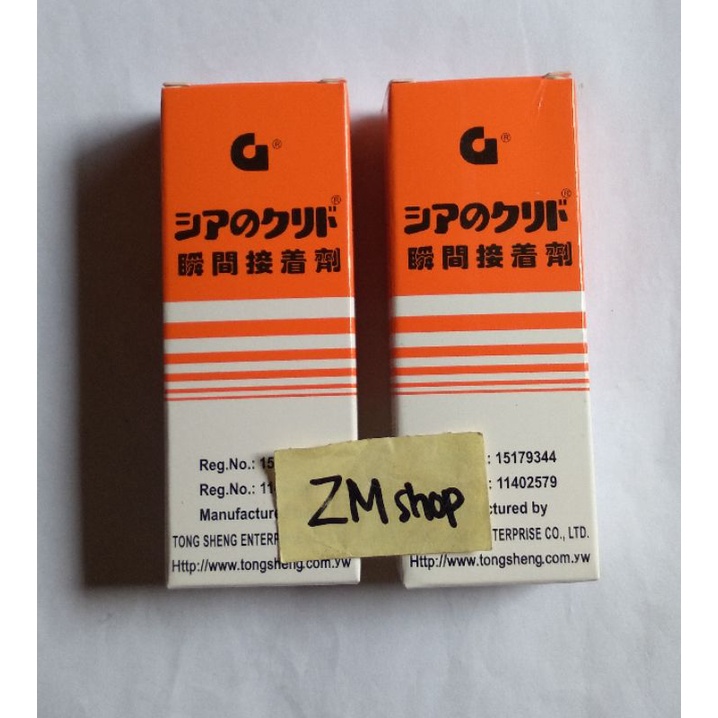 G®
シアのクリド®
瞬間接着劑
Reg.No.: 15
Reg.No.: 11
Manufacture
TONG SHENG ENTERP
Http://www.tongsheng.com.yw
G®
シアのクリド®
瞬間接着劑
: 15179344
: 11402579
ctured by
TERPRISE CO., LTD.
Http://www.tongsheng.com.yw
ZM shop